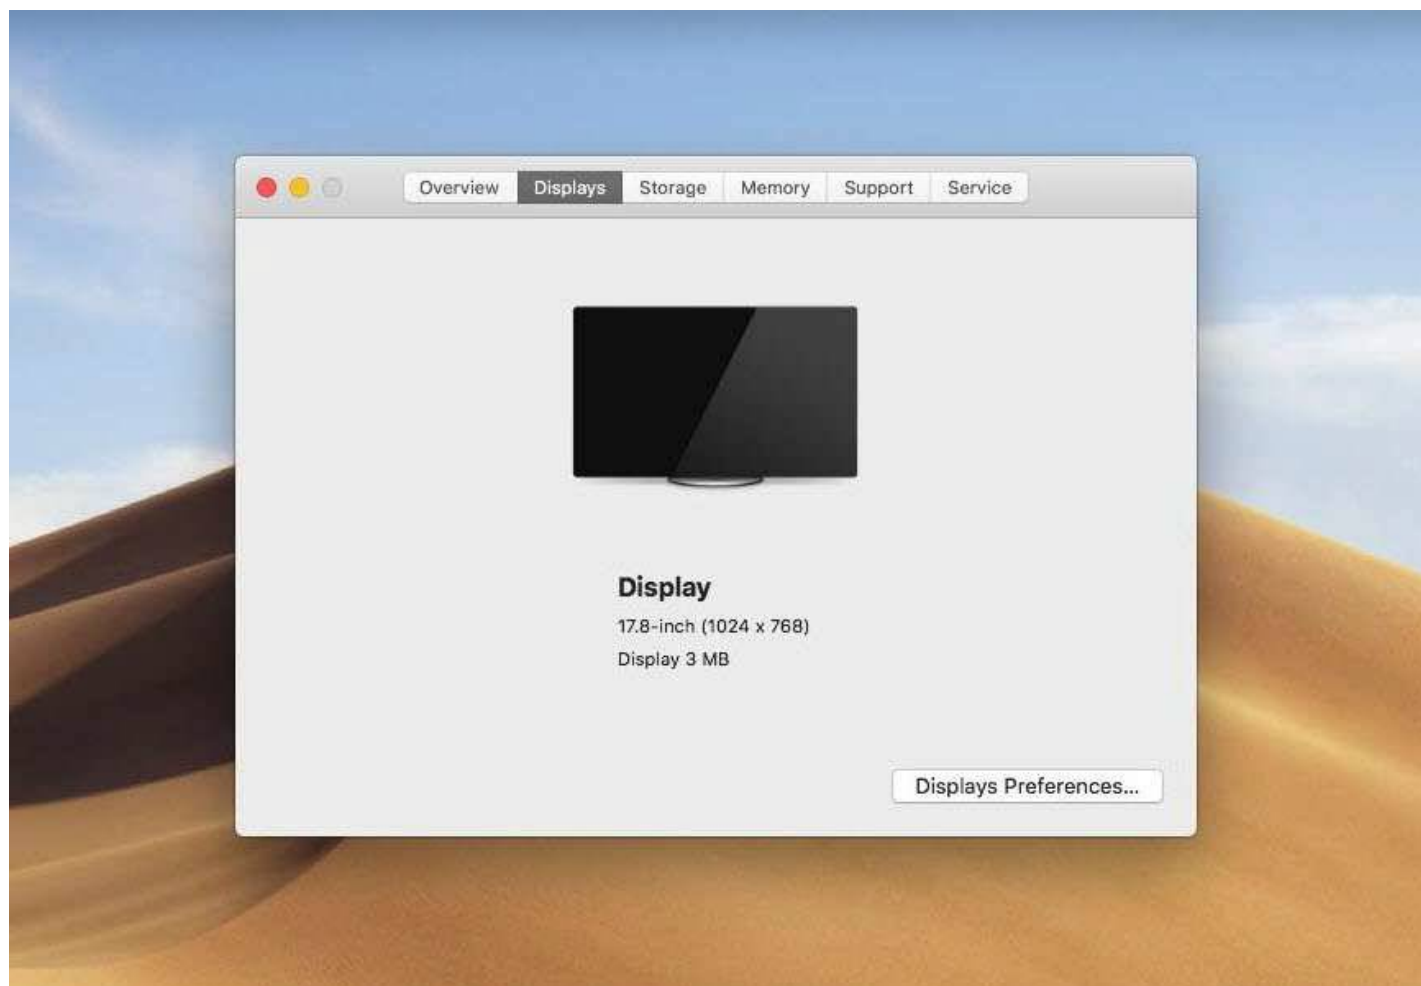 Overview Displays Storage Memory Support Service
Display
17.8-inch (1024 x 768)
Display 3 MB
Displays Preferences...